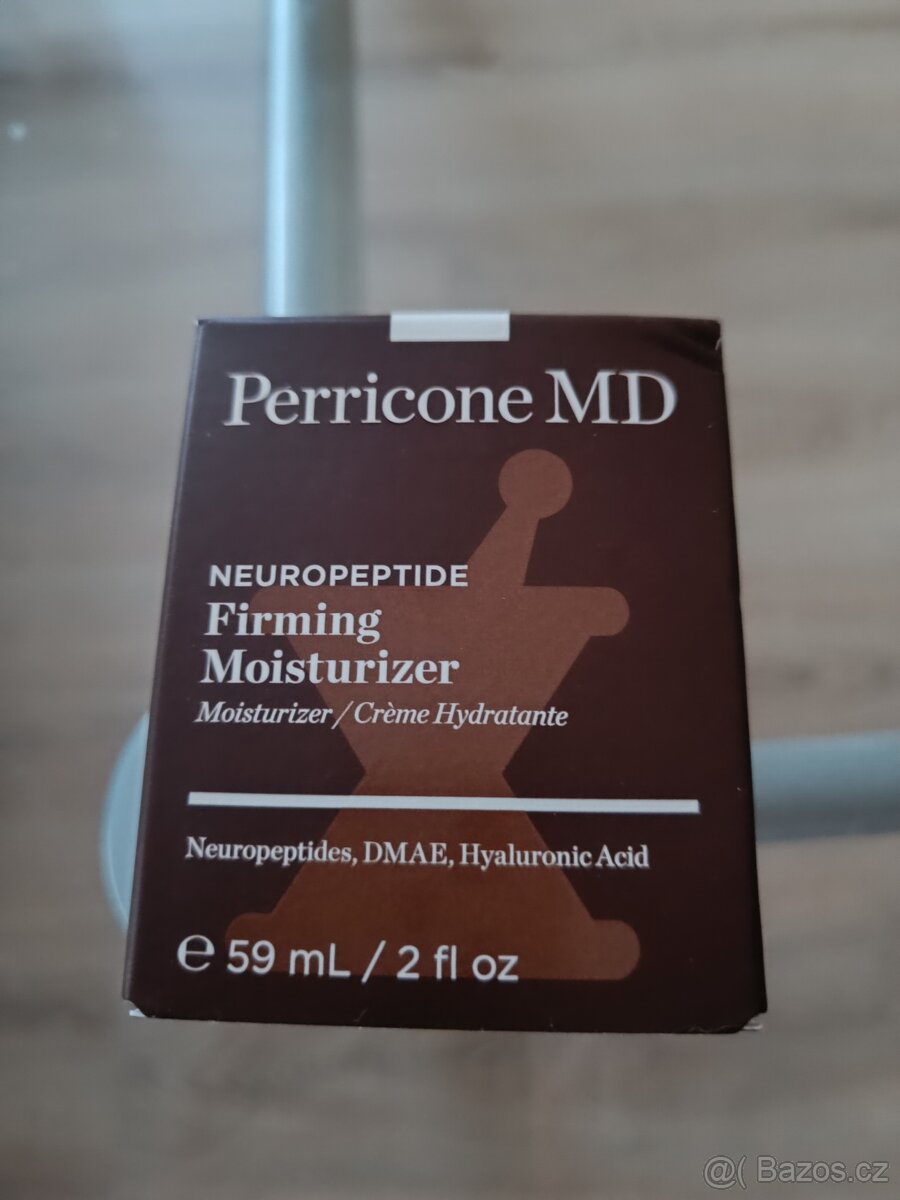 Perricone MD
NEUROPEPTIDE
Firming
Moisturizer
Moisturizer / Crème Hydratante
Neuropeptides, DMAE, Hyaluronic Acid
℮ 59 mL / 2 fl oz
@( Bazos.cz